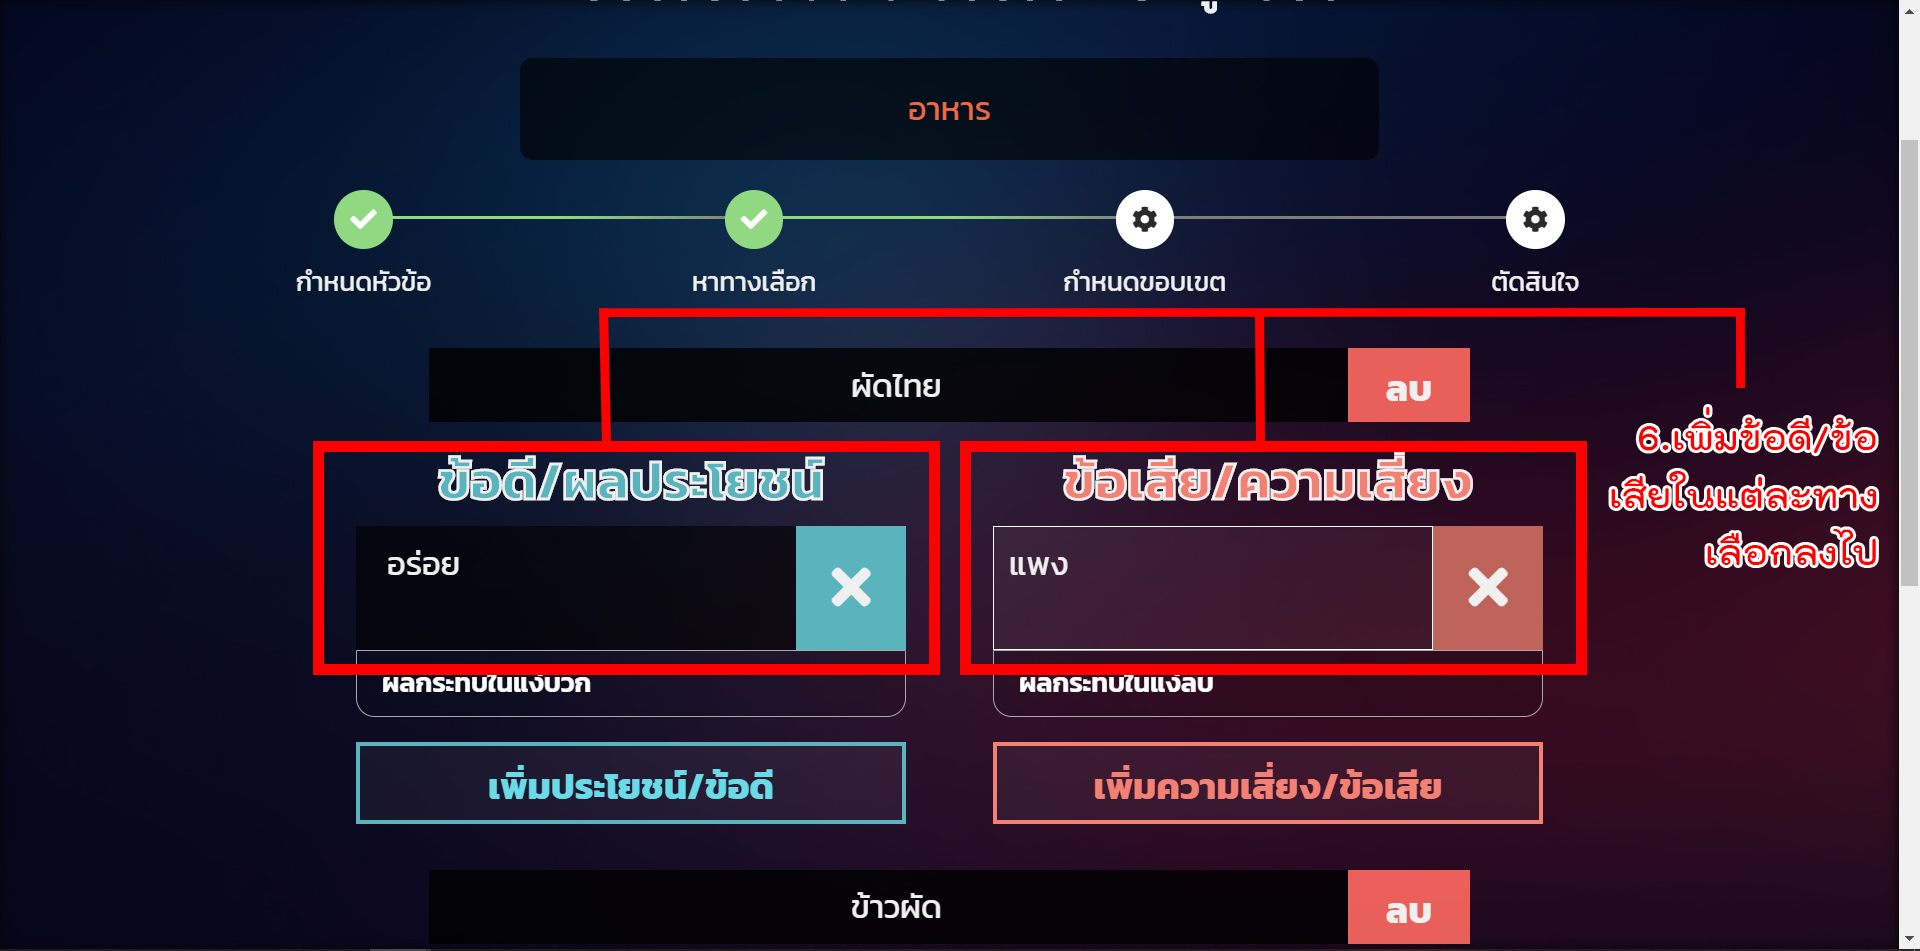 อาหาร
กำหนดหัวข้อ
หาทางเลือก
กำหนดขอบเขต
ตัดสินใจ
ผัดไทย
ลบ
6.เพิ่มข้อดี/ข้อ
เสียในแต่ละทาง
เลือกลงไป
ข้อดี/ผลประโยชน์
ข้อเสีย/ความเสี่ยง
อร่อย
แพง
ผลกระทบในแง่บวก
ผลกระทบในแง่ลบ
เพิ่มประโยชน์/ข้อดี
เพิ่มความเสี่ยง/ข้อเสีย
ข้าวผัด
ลบ